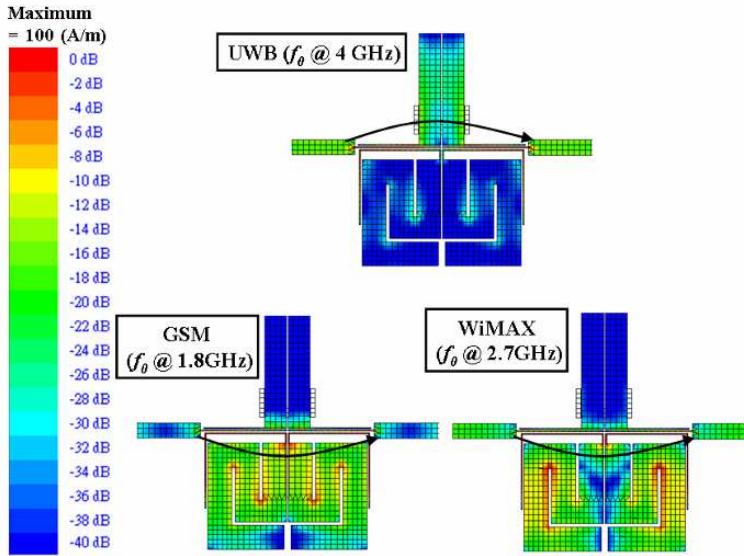 Maximum
= 100 (A/m)
0 dB
-2 dB
-4 dB
-6 dB
-8 dB
-10 dB
-12 dB
-14 dB
-16 dB
-18 dB
-20 dB
-22 dB
-24 dB
-26 dB
-28 dB
-30 dB
-32 dB
-34 dB
-36 dB
-38 dB
-40 dB
UWB (f0 @ 4 GHz)
GSM
(f0 @ 1.8GHz)
WiMAX
(f0 @ 2.7GHz)